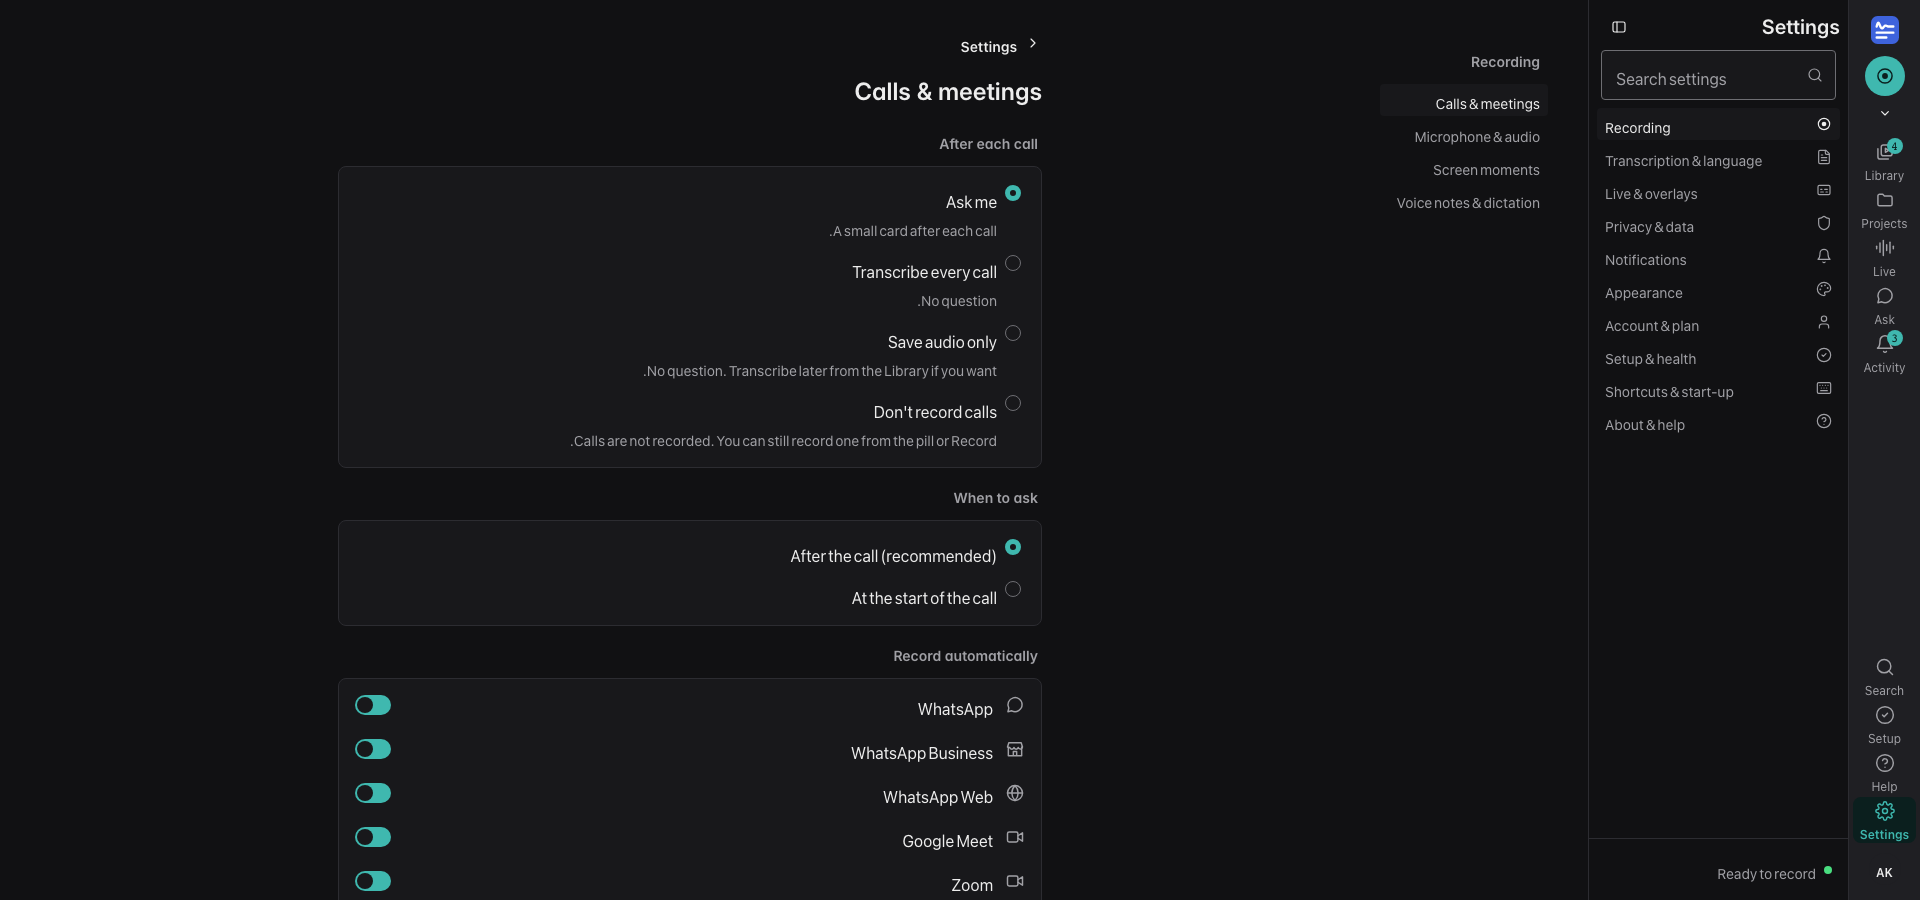 Settings
Search settings
Recording
Transcription & language
Live & overlays
Privacy & data
Notifications
Appearance
Account & plan
Setup & health
Shortcuts & start-up
About & help
Ready to record
4
Library
Projects
Live
Ask
3
Activity
Search
Setup
Help
Settings
AK
Recording
Calls & meetings
Microphone & audio
Screen moments
Voice notes & dictation
Settings
Calls & meetings
After each call
Ask me
.A small card after each call
Transcribe every call
.No question
Save audio only
.No question. Transcribe later from the Library if you want
Don't record calls
.Calls are not recorded. You can still record one from the pill or Record
When to ask
After the call (recommended)
At the start of the call
Record automatically
WhatsApp
WhatsApp Business
WhatsApp Web
Google Meet
Zoom